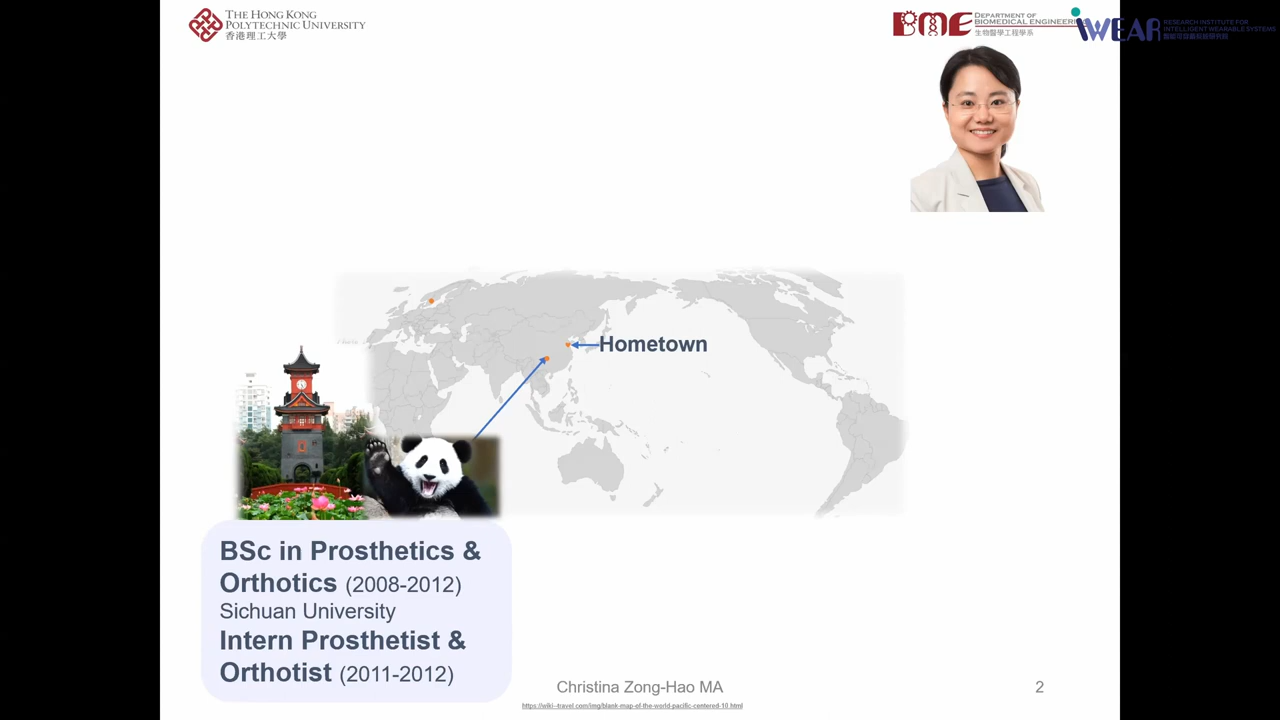 THE HONG KONG
POLYTECHNIC UNIVERSITY
香港理工大學
BME
DEPARTMENT OF
BIOMEDICAL ENGINEERING
生物醫學工程學系
iWEAR
RESEARCH INSTITUTE FOR
INTELLIGENT WEARABLE SYSTEMS
Hometown
BSc in Prosthetics &
Orthotics (2008-2012)
Sichuan University
Intern Prosthetist &
Orthotist (2011-2012)
Christina Zong-Hao MA
2
https://wiki--travel.com/img/blank-map-of-the-world-pacific-centered-10.html